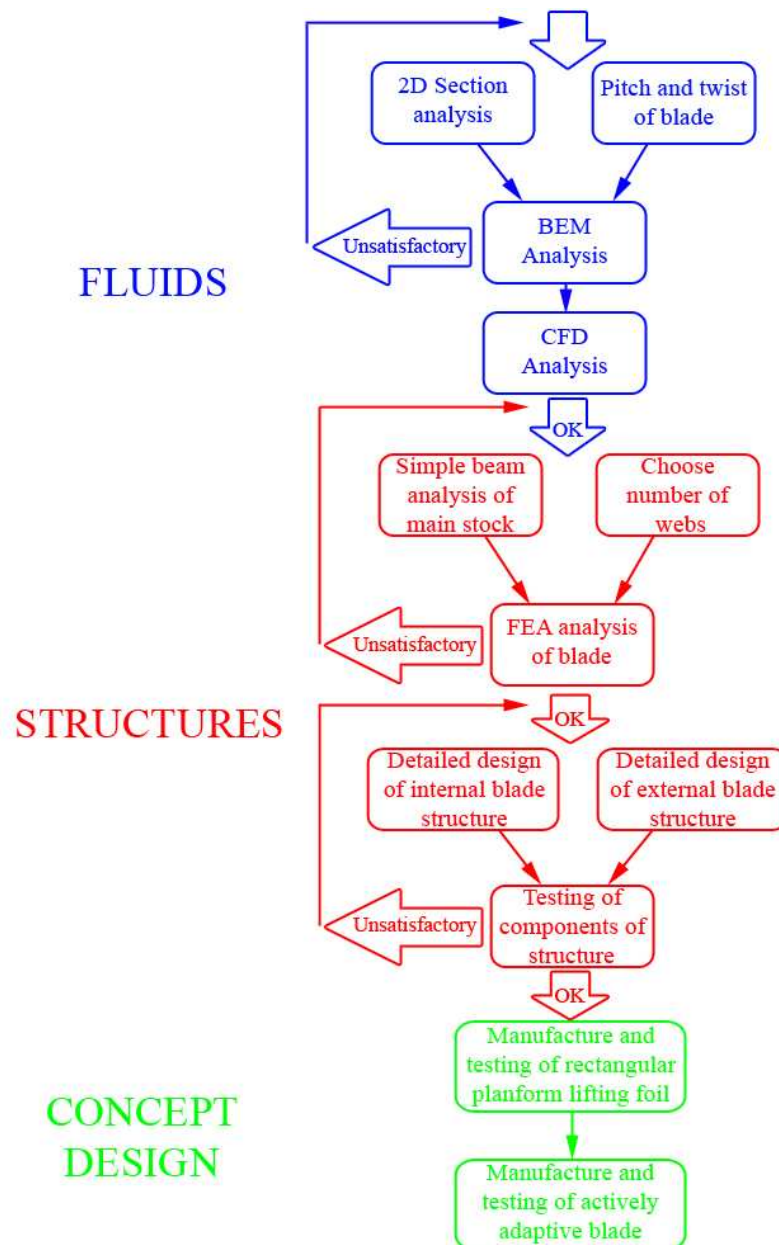 2D Section
analysis
Pitch and twist
of blade
BEM
Analysis
Unsatisfactory
FLUIDS
CFD
Analysis
OK
Simple beam
analysis of
main stock
Choose
number of
webs
FEA analysis
of blade
Unsatisfactory
STRUCTURES
OK
Detailed design
of internal blade
structure
Detailed design
of external blade
structure
Testing of
components of
structure
Unsatisfactory
OK
Manufacture and
testing of rectangular
planform lifting foil
CONCEPT
DESIGN
Manufacture and
testing of actively
adaptive blade